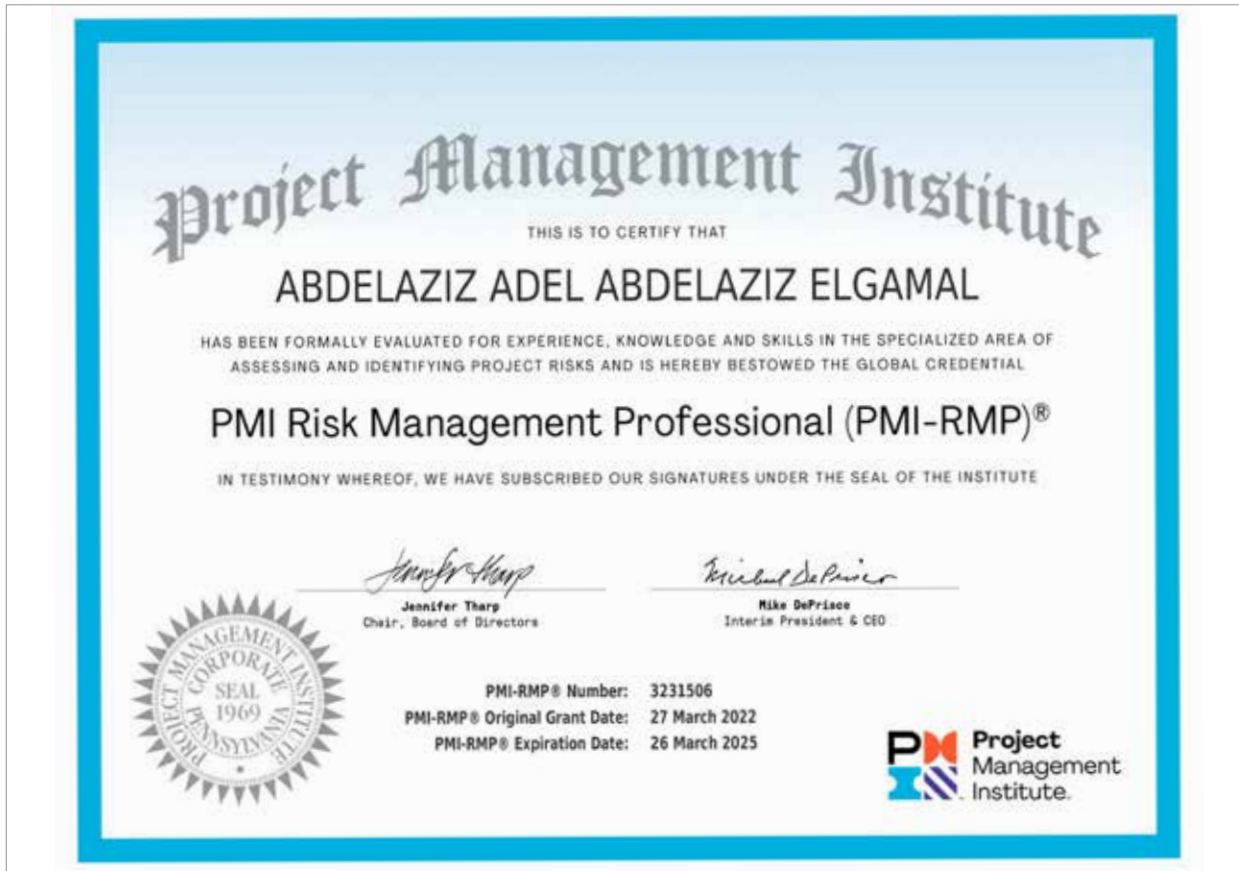 Project Management Institute
THIS IS TO CERTIFY THAT
ABDELAZIZ ADEL ABDELAZIZ ELGAMAL
HAS BEEN FORMALLY EVALUATED FOR EXPERIENCE, KNOWLEDGE AND SKILLS IN THE SPECIALIZED AREA OF
ASSESSING AND IDENTIFYING PROJECT RISKS AND IS HEREBY BESTOWED THE GLOBAL CREDENTIAL
PMI Risk Management Professional (PMI-RMP)®
IN TESTIMONY WHEREOF, WE HAVE SUBSCRIBED OUR SIGNATURES UNDER THE SEAL OF THE INSTITUTE
Jennifer Tharp
Michael DePrisco
Jennifer Tharp
Chair, Board of Directors
Mike DePrisco
Interim President & CEO
PROJECT MANAGEMENT INSTITUTE
CORPORATE
SEAL
1969
PENNSYLVANIA
PMI-RMP® Number: 3231506
PMI-RMP® Original Grant Date: 27 March 2022
PMI-RMP® Expiration Date: 26 March 2025
Project
Management
Institute.